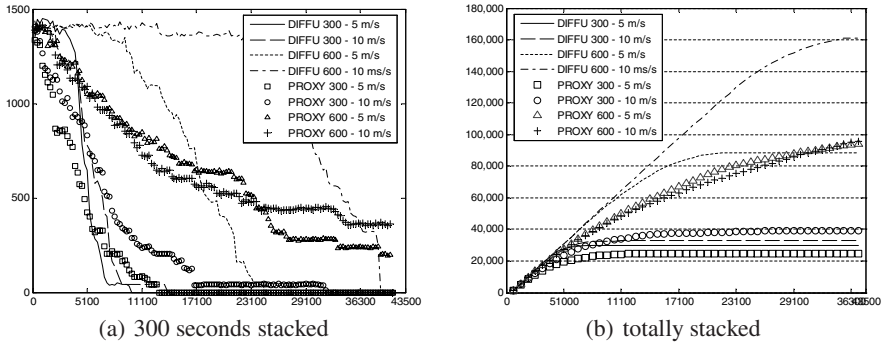 1500
1000
500
0
0 5100 11100 17100 23100 29100 36300 43500
DIFFU 300 - 5 m/s
DIFFU 300 - 10 m/s
DIFFU 600 - 5 m/s
DIFFU 600 - 10 ms/s
PROXY 300 - 5 m/s
PROXY 300 - 10 m/s
PROXY 600 - 5 m/s
PROXY 600 - 10 m/s
(a) 300 seconds stacked
180,000
160,000
140,000
120,000
100,000
80,000
60,000
40,000
20,000
0
0 51000 11100 17100 23100 29100 36300 43500
DIFFU 300 - 5 m/s
DIFFU 300 - 10 m/s
DIFFU 600 - 5 m/s
DIFFU 600 - 10 m/s
PROXY 300 - 5 m/s
PROXY 300 - 10 m/s
PROXY 600 - 5 m/s
PROXY 600 - 10 m/s
(b) totally stacked